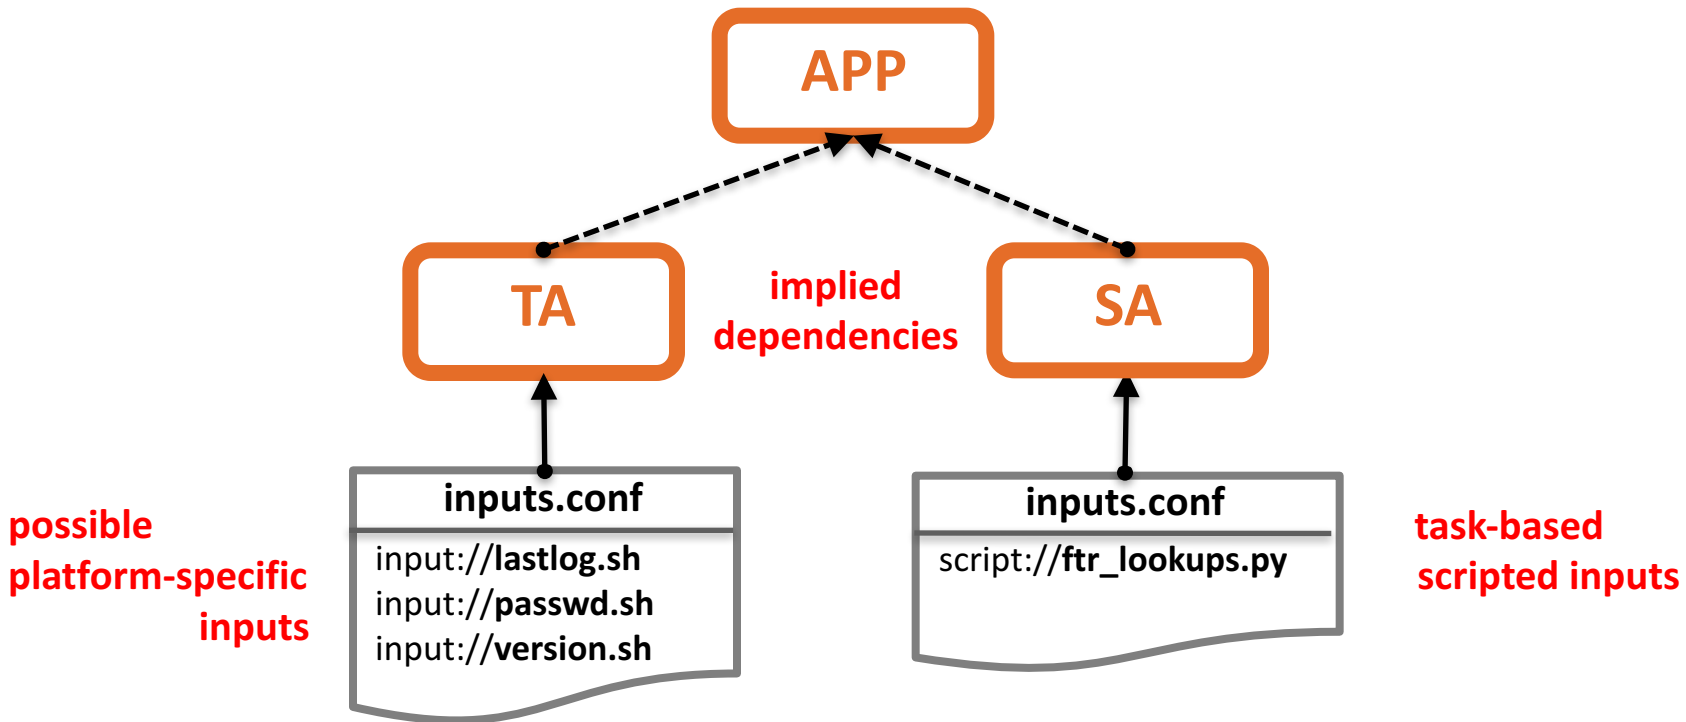 APP
TA
implied
dependencies
SA
possible
platform-specific
inputs
inputs.conf
input://lastlog.sh
input://passwd.sh
input://version.sh
inputs.conf
script://ftr_lookups.py
task-based
scripted inputs